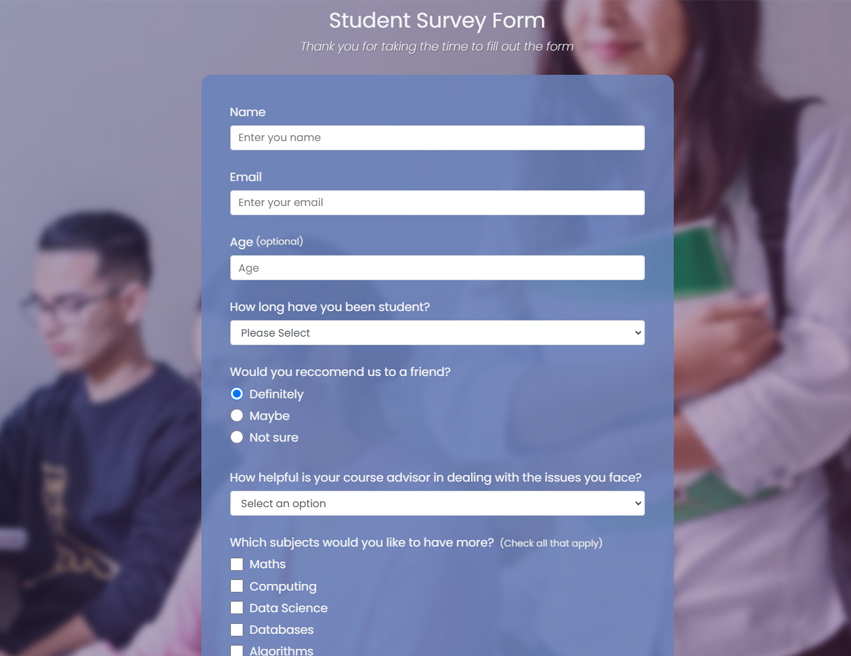 Student Survey Form
Thank you for taking the time to fill out the form
Name
Enter you name
Email
Enter your email
Age (optional)
Age
How long have you been student?
Please Select
Would you reccomend us to a friend?
Definitely
Maybe
Not sure
How helpful is your course advisor in dealing with the issues you face?
Select an option
Which subjects would you like to have more? (Check all that apply)
Maths
Computing
Data Science
Databases
Algorithms